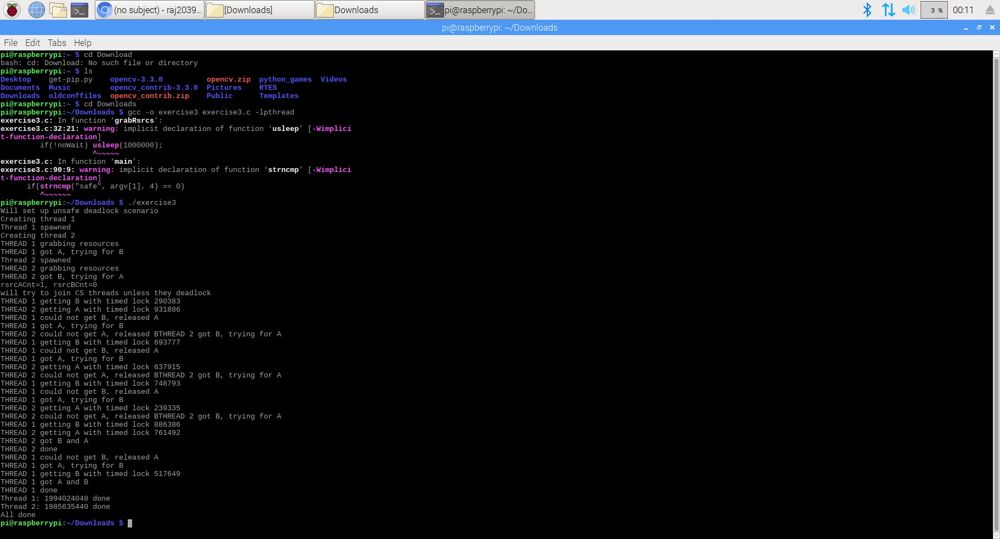 (no subject) - raj2039... [Downloads] Downloads pi@raspberrypi: ~/Do... 3 % 00:11
pi@raspberrypi: ~/Downloads
File Edit Tabs Help
pi@raspberrypi:~ $ cd Download
bash: cd: Download: No such file or directory
pi@raspberrypi:~ $ ls
Desktop    get-pip.py    opencv-3.3.0          opencv.zip  python_games  Videos
Documents  Music         opencv_contrib-3.3.0  Pictures    RTES
Downloads  oldconffiles  opencv_contrib.zip    Public      Templates
pi@raspberrypi:~ $ cd Downloads
pi@raspberrypi:~/Downloads $ gcc -o exercise3 exercise3.c -lpthread
exercise3.c: In function ‘grabRsrcs’:
exercise3.c:32:21: warning: implicit declaration of function ‘usleep’ [-Wimplici
t-function-declaration]
         if(!noWait) usleep(1000000);
                     ^~~~~~
exercise3.c: In function ‘main’:
exercise3.c:90:9: warning: implicit declaration of function ‘strncmp’ [-Wimplici
t-function-declaration]
      if(strncmp("safe", argv[1], 4) == 0)
         ^~~~~~~
pi@raspberrypi:~/Downloads $ ./exercise3
Will set up unsafe deadlock scenario
Creating thread 1
Thread 1 spawned
Creating thread 2
THREAD 1 grabbing resources
THREAD 1 got A, trying for B
Thread 2 spawned
THREAD 2 grabbing resources
THREAD 2 got B, trying for A
rsrcACnt=1, rsrcBCnt=0
will try to join CS threads unless they deadlock
THREAD 1 getting B with timed lock 290383
THREAD 2 getting A with timed lock 931886
THREAD 1 could not get B, released A
THREAD 1 got A, trying for B
THREAD 2 could not get A, released BTHREAD 2 got B, trying for A
THREAD 1 getting B with timed lock 693777
THREAD 1 could not get B, released A
THREAD 1 got A, trying for B
THREAD 2 getting A with timed lock 637915
THREAD 2 could not get A, released BTHREAD 2 got B, trying for A
THREAD 1 getting B with timed lock 748793
THREAD 1 could not get B, released A
THREAD 1 got A, trying for B
THREAD 2 getting A with timed lock 239335
THREAD 2 could not get A, released BTHREAD 2 got B, trying for A
THREAD 1 getting B with timed lock 886386
THREAD 2 getting A with timed lock 761492
THREAD 2 got B and A
THREAD 2 done
THREAD 1 could not get B, released A
THREAD 1 got A, trying for B
THREAD 1 getting B with timed lock 517649
THREAD 1 got A and B
THREAD 1 done
Thread 1: 1994024048 done
Thread 2: 1985635440 done
All done
pi@raspberrypi:~/Downloads $